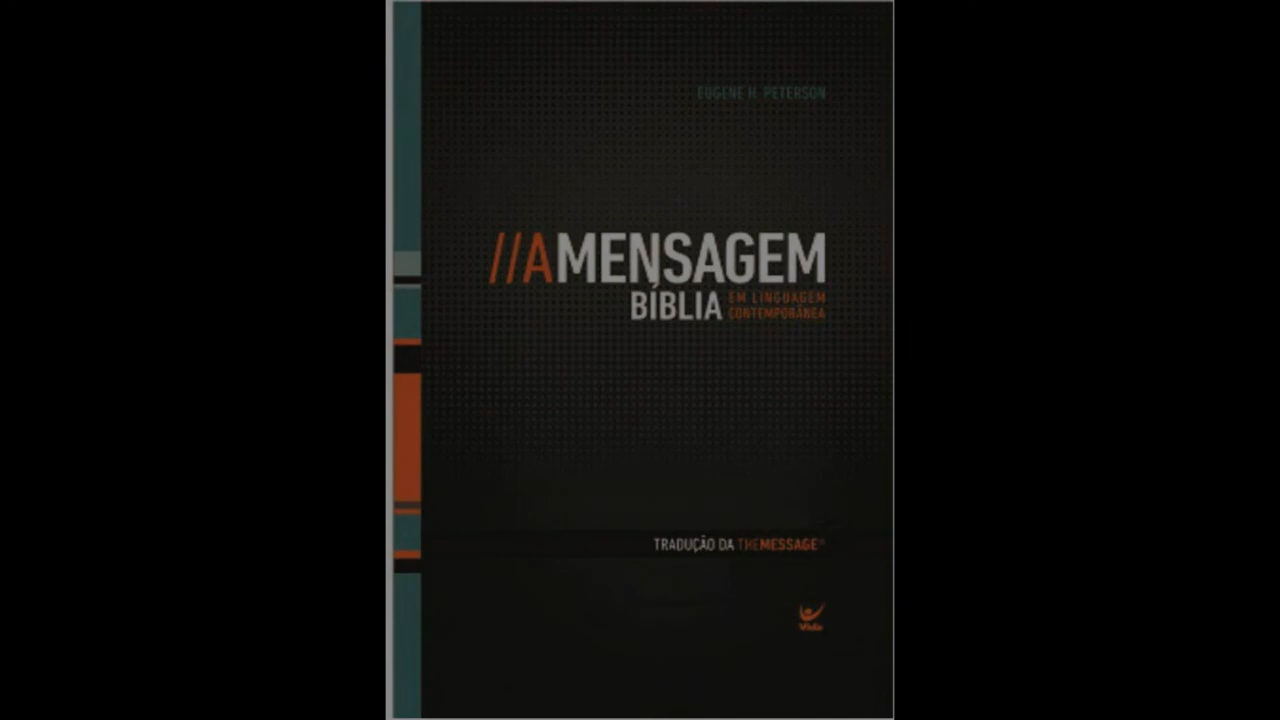 EUGENE H. PETERSON
//AMENSAGEM
BÍBLIA EM LINGUAGEM
CONTEMPORÂNEA
TRADUÇÃO DA THEMESSAGE®
Vida